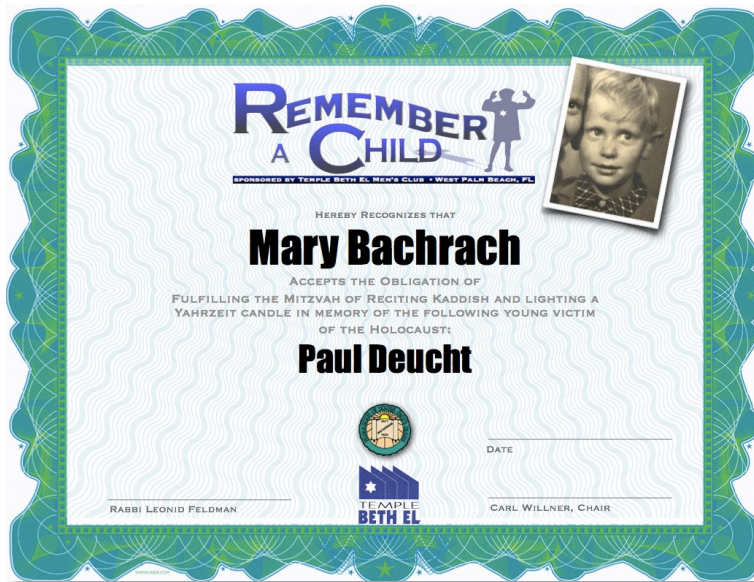 REMEMBER
A CHILD
SPONSORED BY TEMPLE BETH EL MEN'S CLUB • WEST PALM BEACH, FL
HEREBY RECOGNIZES THAT
Mary Bachrach
ACCEPTS THE OBLIGATION OF
FULFILLING THE MITZVAH OF RECITING KADDISH AND LIGHTING A
YAHRZEIT CANDLE IN MEMORY OF THE FOLLOWING YOUNG VICTIM
OF THE HOLOCAUST:
Paul Deucht
DATE
TEMPLE
BETH EL
RABBI LEONID FELDMAN
CARL WILLNER, CHAIR